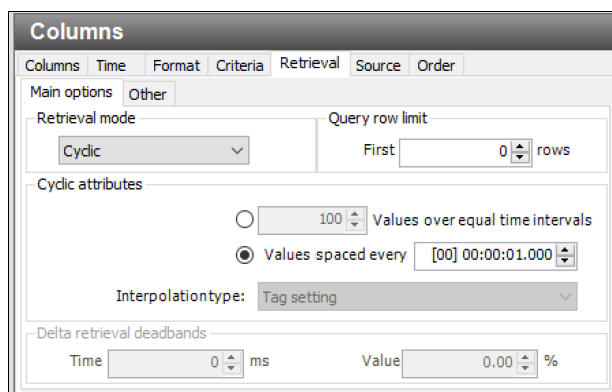 Columns
Columns Time Format Criteria Retrieval Source Order
Main options Other
Retrieval mode Query row limit
Cyclic First 0 rows
Cyclic attributes
100 Values over equal time intervals
Values spaced every [00] 00:00:01.000
Interpolationtype: Tag setting
Delta retrieval deadbands
Time 0 ms Value 0.00 %